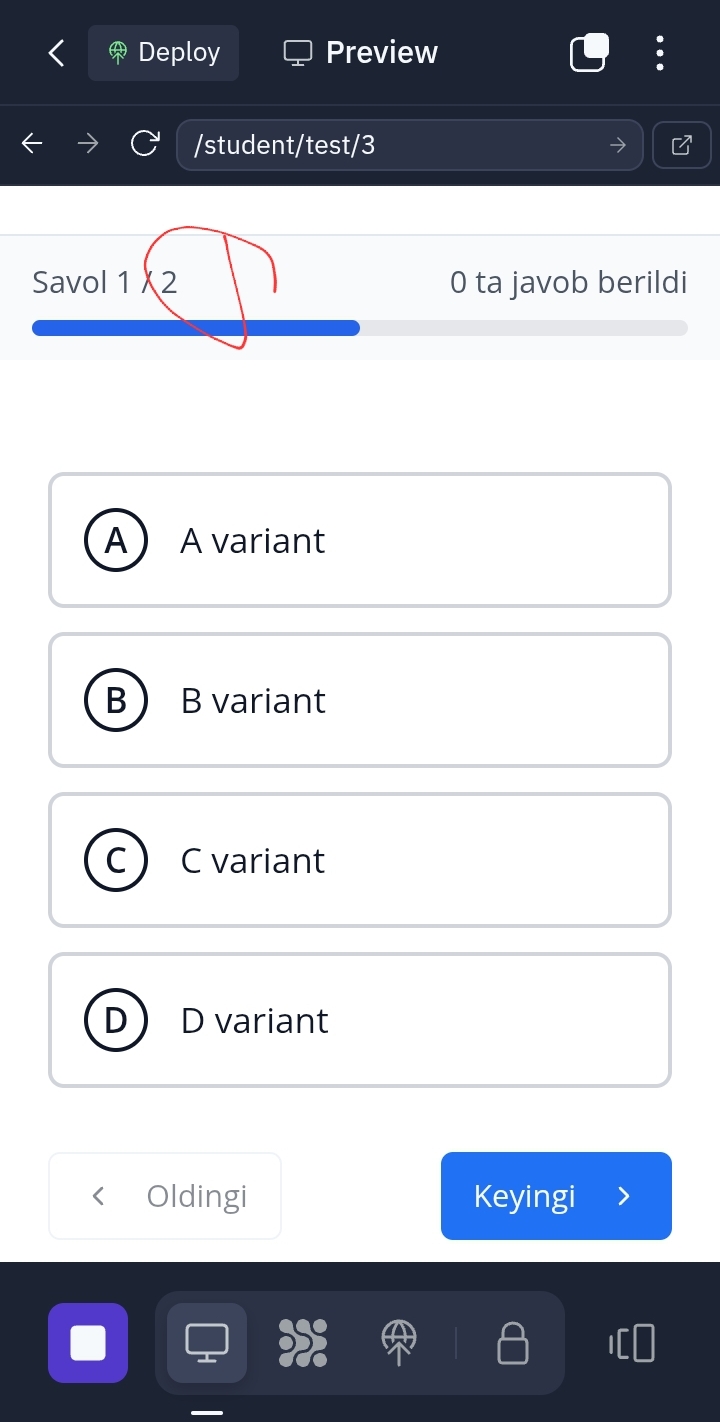 Deploy Preview
/student/test/3
Savol 1 / 2 0 ta javob berildi
A A variant
B B variant
C C variant
D D variant
Oldingi Keyingi